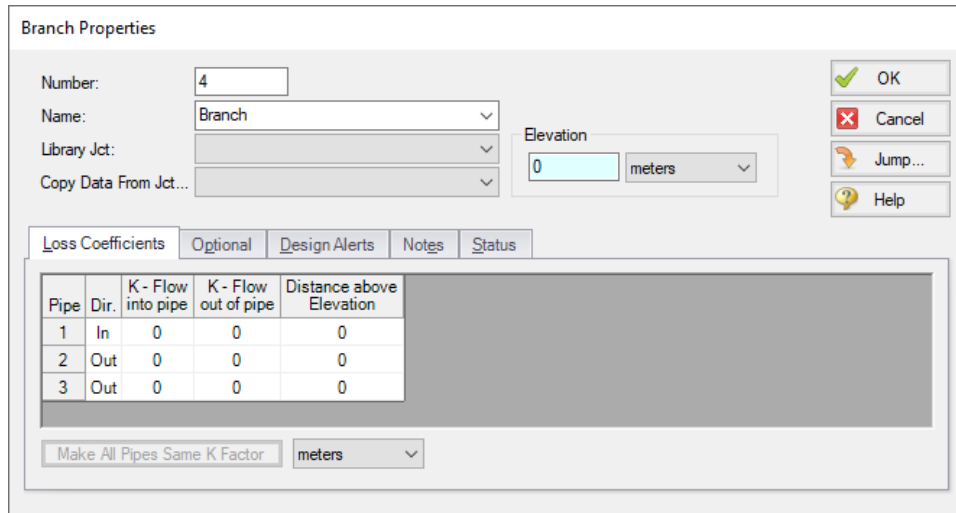 Branch Properties
Number: 4
OK
Name: Branch
Cancel
Library Jct:
Elevation
0 meters
Jump...
Copy Data From Jct...
Help
Loss Coefficients Optional Design Alerts Notes Status
Pipe Dir. K - Flow into pipe K - Flow out of pipe Distance above Elevation
1 In 0 0 0
2 Out 0 0 0
3 Out 0 0 0
Make All Pipes Same K Factor meters